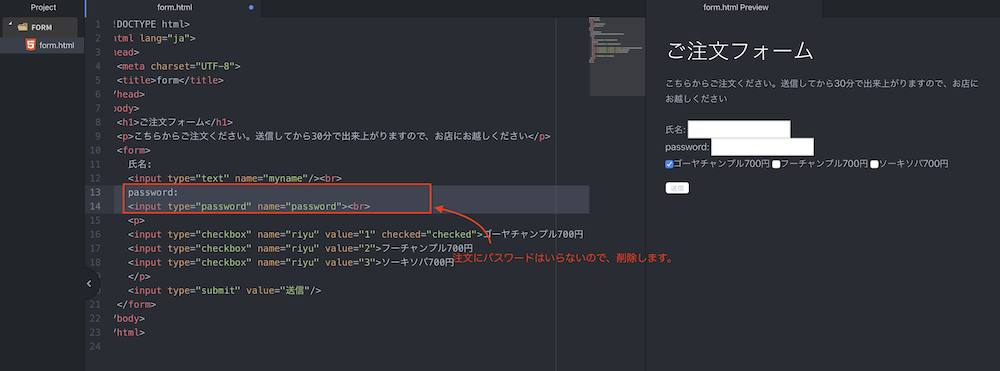 Project
form.html
form.html Preview
FORM
form.html
1 !DOCTYPE html>
2 html lang="ja">
3 head>
4 <meta charset="UTF-8">
5 <title>form</title>
6 /head>
7 body>
8 <h1>ご注文フォーム</h1>
9 <p>こちらからご注文ください。送信してから30分で出来上がりますので、お店にお越しください</p>
10 <form>
11 氏名:
12 <input type="text" name="myname"/><br>
13 password:
14 <input type="password" name="password"><br>
15 <p>
16 <input type="checkbox" name="riyu" value="1" checked="checked">ゴーヤチャンプル700円
17 <input type="checkbox" name="riyu" value="2">フーチャンプル700円
18 <input type="checkbox" name="riyu" value="3">ソーキソバ700円
19 </p>
20 <input type="submit" value="送信"/>
21 </form>
22 /body>
23 /html>
24
注文にパスワードはいらないので、削除します。
ご注文フォーム
こちらからご注文ください。送信してから30分で出来上がりますので、お店に
お越しください
氏名:
password:
ゴーヤチャンプル700円 フーチャンプル700円 ソーキソバ700円
送信